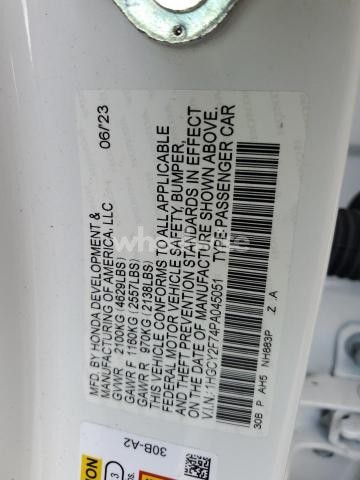 MFD. BY HONDA DEVELOPMENT & 06/23
MANUFACTURING OF AMERICA, LLC
GVWR 2100KG (4629LBS)
GAWR F 1160KG (2557LBS)
GAWR R 970KG (2138LBS)
THIS VEHICLE CONFORMS TO ALL APPLICABLE
FEDERAL MOTOR VEHICLE SAFETY, BUMPER,
AND THEFT PREVENTION STANDARDS IN EFFECT
ON THE DATE OF MANUFACTURE SHOWN ABOVE.
V.I.N.: 1HGCY2F74PA045051 TYPE:PASSENGER CAR
30B P AH5 NH883P Z .A
30B-A2
3